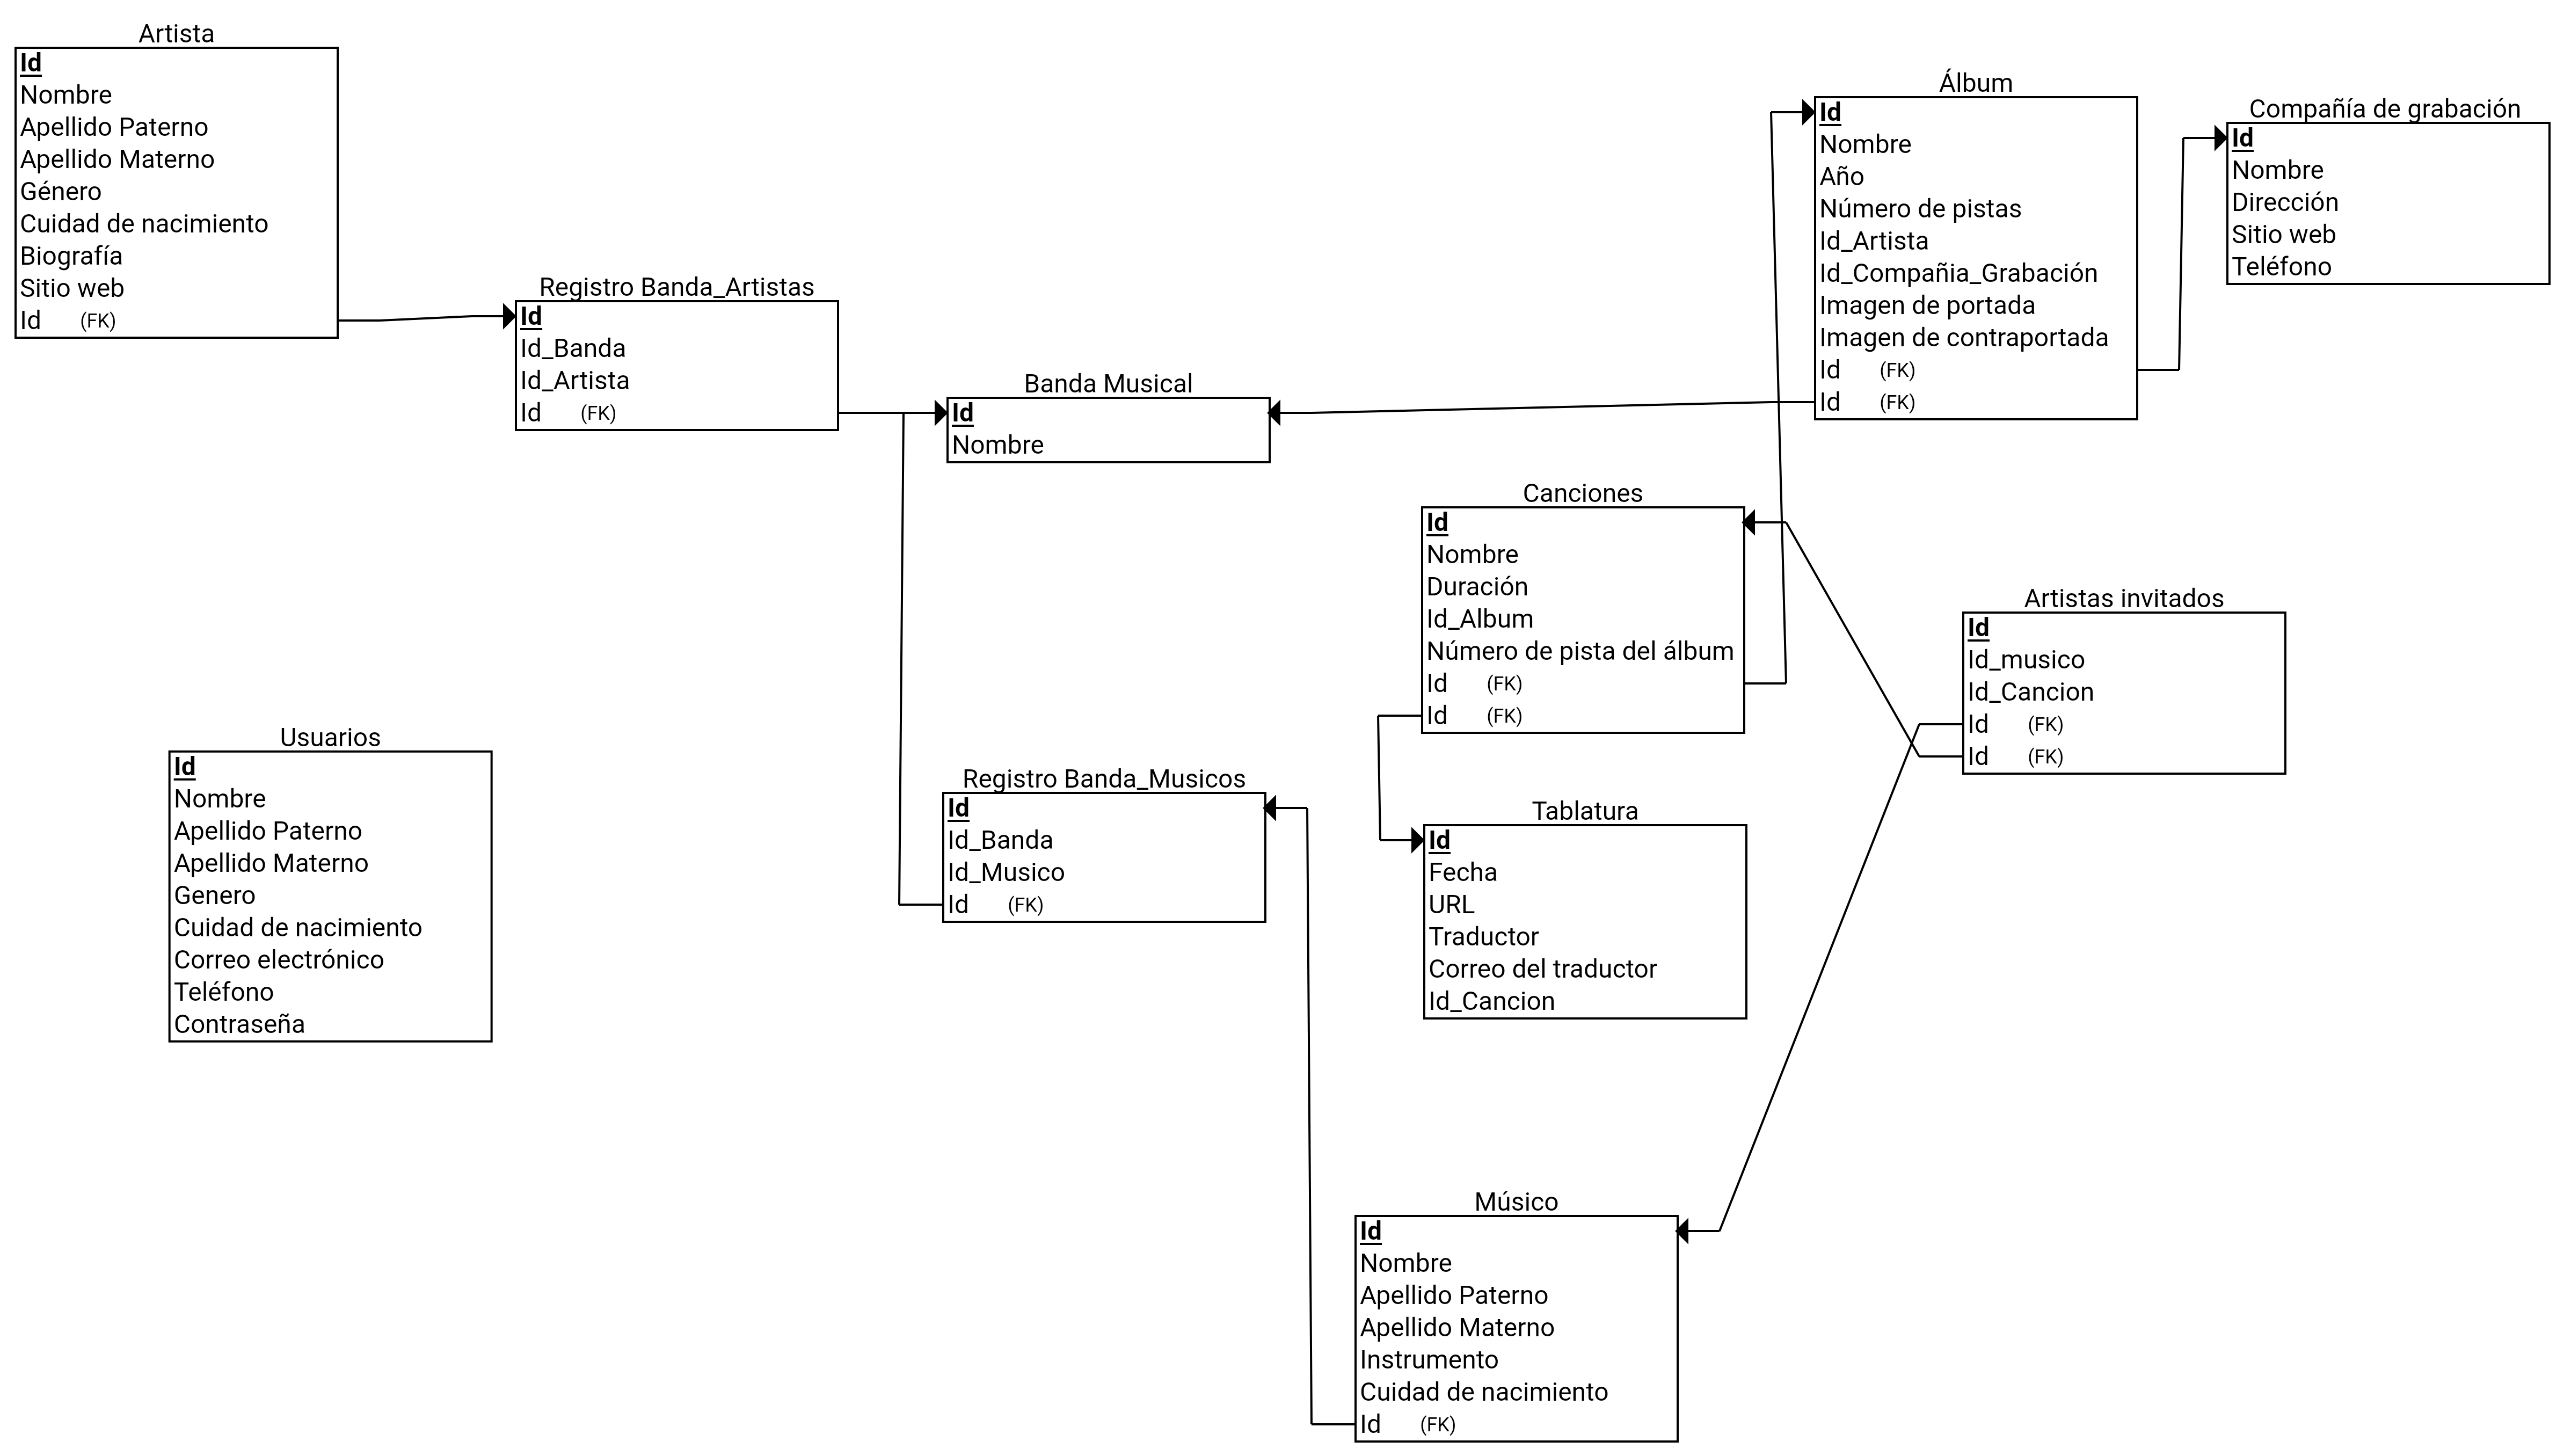 Artista
Id
Nombre
Apellido Paterno
Apellido Materno
Género
Cuidad de nacimiento
Biografía
Sitio web
Id (FK)
Registro Banda_Artistas
Id
Id_Banda
Id_Artista
Id (FK)
Banda Musical
Id
Nombre
Álbum
Id
Nombre
Año
Número de pistas
Id_Artista
Id_Compañia_Grabación
Imagen de portada
Imagen de contraportada
Id (FK)
Id (FK)
Compañía de grabación
Id
Nombre
Dirección
Sitio web
Teléfono
Canciones
Id
Nombre
Duración
Id_Album
Número de pista del álbum
Id (FK)
Id (FK)
Artistas invitados
Id
Id_musico
Id_Cancion
Id (FK)
Id (FK)
Usuarios
Id
Nombre
Apellido Paterno
Apellido Materno
Genero
Cuidad de nacimiento
Correo electrónico
Teléfono
Contraseña
Registro Banda_Musicos
Id
Id_Banda
Id_Musico
Id (FK)
Tablatura
Id
Fecha
URL
Traductor
Correo del traductor
Id_Cancion
Músico
Id
Nombre
Apellido Paterno
Apellido Materno
Instrumento
Cuidad de nacimiento
Id (FK)